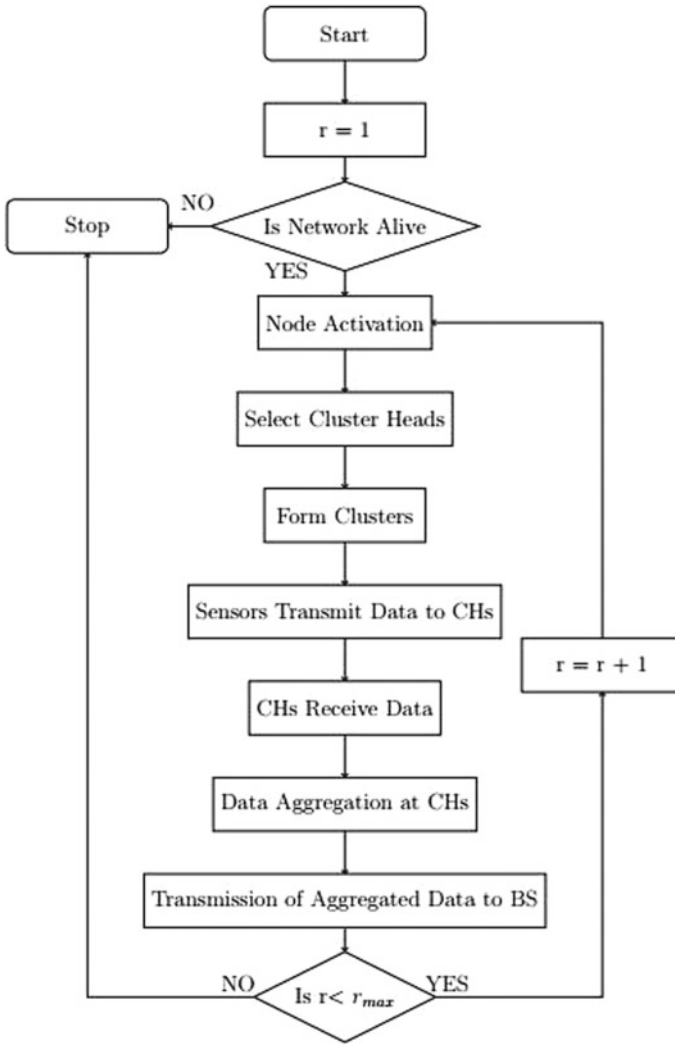 Start
r = 1
Is Network Alive
NO
Stop
YES
Node Activation
Select Cluster Heads
Form Clusters
Sensors Transmit Data to CHs
r = r + 1
CHs Receive Data
Data Aggregation at CHs
Transmission of Aggregated Data to BS
Is r< r_max
NO
YES